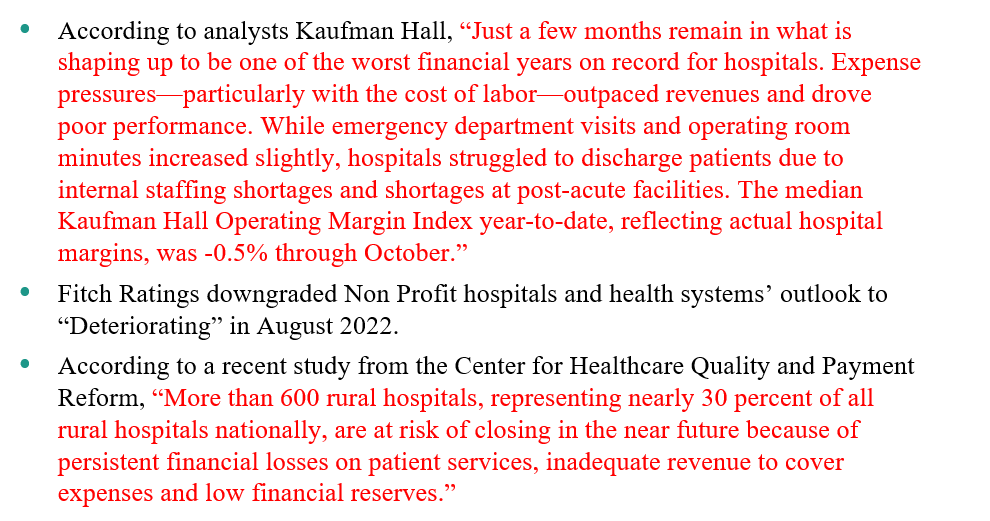 • According to analysts Kaufman Hall, “Just a few months remain in what is
shaping up to be one of the worst financial years on record for hospitals. Expense
pressures—particularly with the cost of labor—outpaced revenues and drove
poor performance. While emergency department visits and operating room
minutes increased slightly, hospitals struggled to discharge patients due to
internal staffing shortages and shortages at post-acute facilities. The median
Kaufman Hall Operating Margin Index year-to-date, reflecting actual hospital
margins, was -0.5% through October.”
• Fitch Ratings downgraded Non Profit hospitals and health systems’ outlook to
“Deteriorating” in August 2022.
• According to a recent study from the Center for Healthcare Quality and Payment
Reform, “More than 600 rural hospitals, representing nearly 30 percent of all
rural hospitals nationally, are at risk of closing in the near future because of
persistent financial losses on patient services, inadequate revenue to cover
expenses and low financial reserves.”